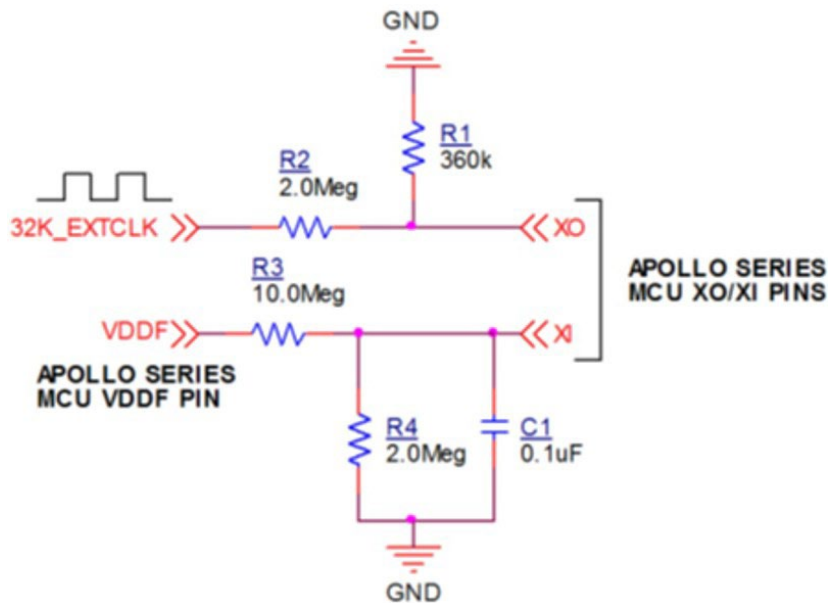 GND
R1
360k
R2
2.0Meg
32K_EXTCLK
XO
APOLLO SERIES
MCU XO/XI PINS
R3
10.0Meg
VDDF
XI
APOLLO SERIES
MCU VDDF PIN
R4
2.0Meg
C1
0.1uF
GND